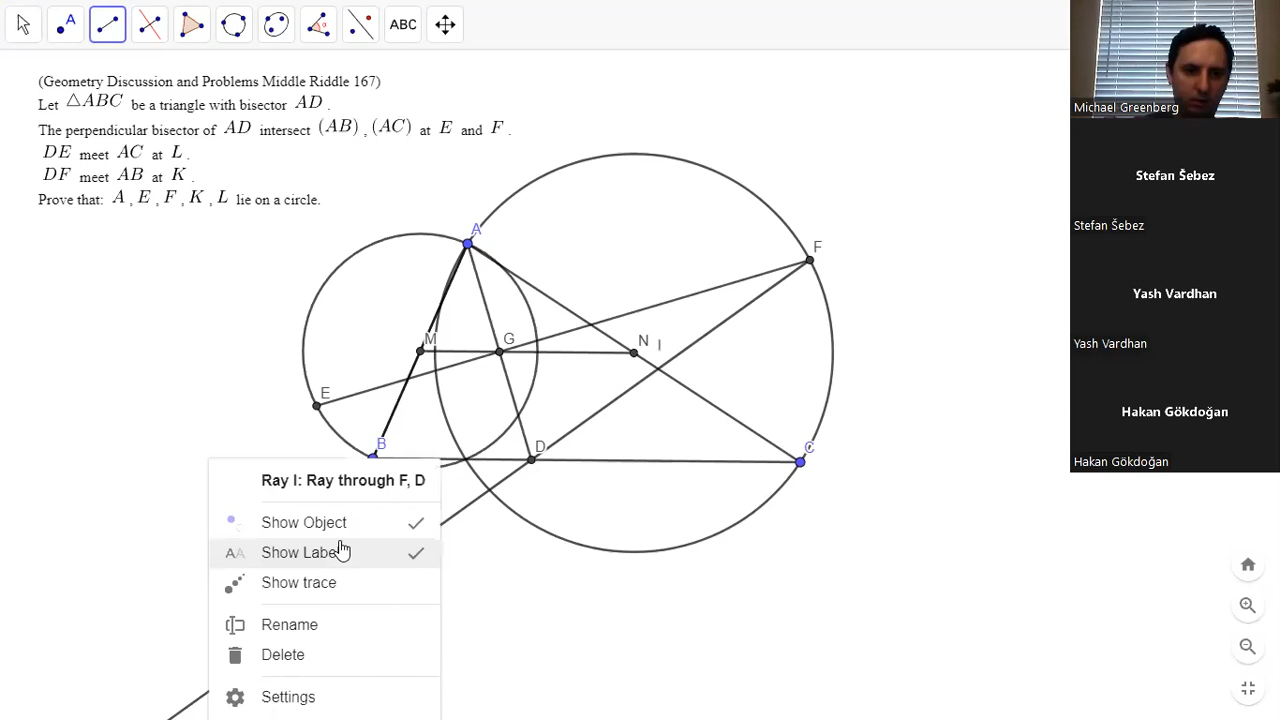 ABC
(Geometry Discussion and Problems Middle Riddle 167)
Let △ABC be a triangle with bisector AD .
The perpendicular bisector of AD intersect (AB) , (AC) at E and F .
DE meet AC at L .
DF meet AB at K .
Prove that: A , E , F , K , L lie on a circle.
A
F
M
G
N
I
E
B
D
C
Ray l: Ray through F, D
Show Object
AA Show Labe
Show trace
Rename
Delete
Settings
Michael Greenberg
Stefan Šebez
Stefan Šebez
Yash Vardhan
Yash Vardhan
Hakan Gökdoğan
Hakan Gökdoğan